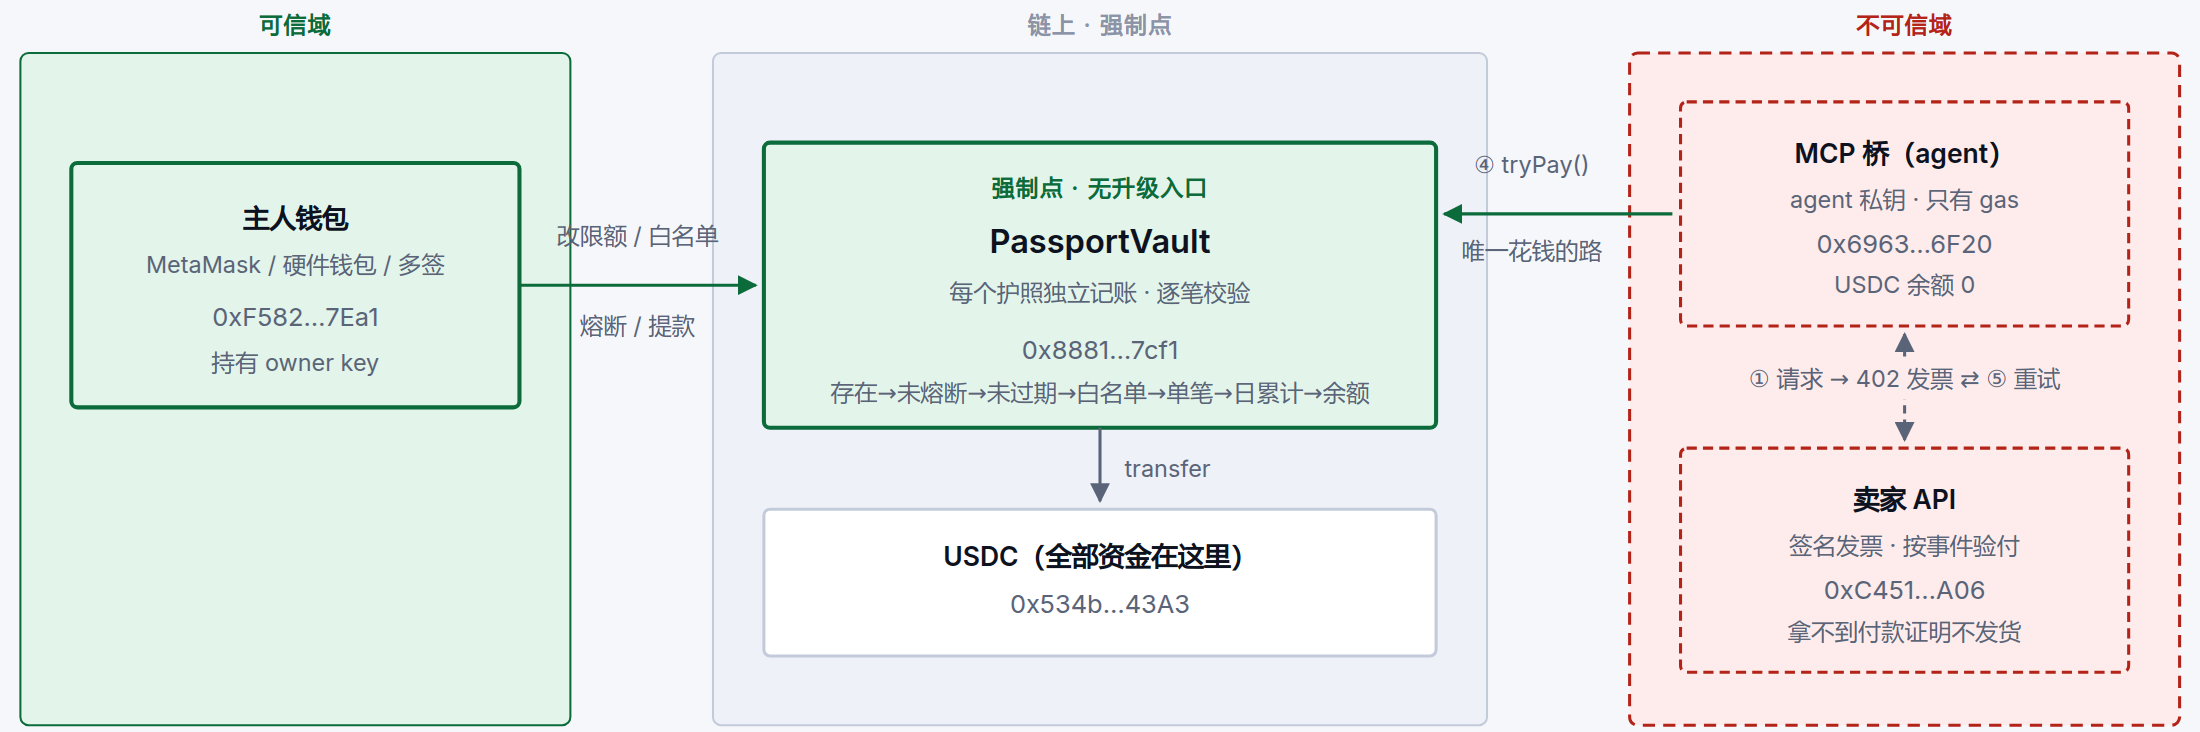 可信域
主人钱包
MetaMask / 硬件钱包 / 多签
0xF582...7Ea1
持有 owner key
改限额 / 白名单
熔断 / 提款
链上 · 强制点
强制点 · 无升级入口
PassportVault
每个护照独立记账 · 逐笔校验
0x8881...7cf1
存在→未熔断→未过期→白名单→单笔→日累计→余额
transfer
USDC（全部资金在这里）
0x534b...43A3
④ tryPay()
唯一花钱的路
不可信域
MCP 桥（agent）
agent 私钥 · 只有 gas
0x6963...6F20
USDC 余额 0
① 请求 → 402 发票 ⇄ ⑤ 重试
卖家 API
签名发票 · 按事件验付
0xC451...A06
拿不到付款证明不发货